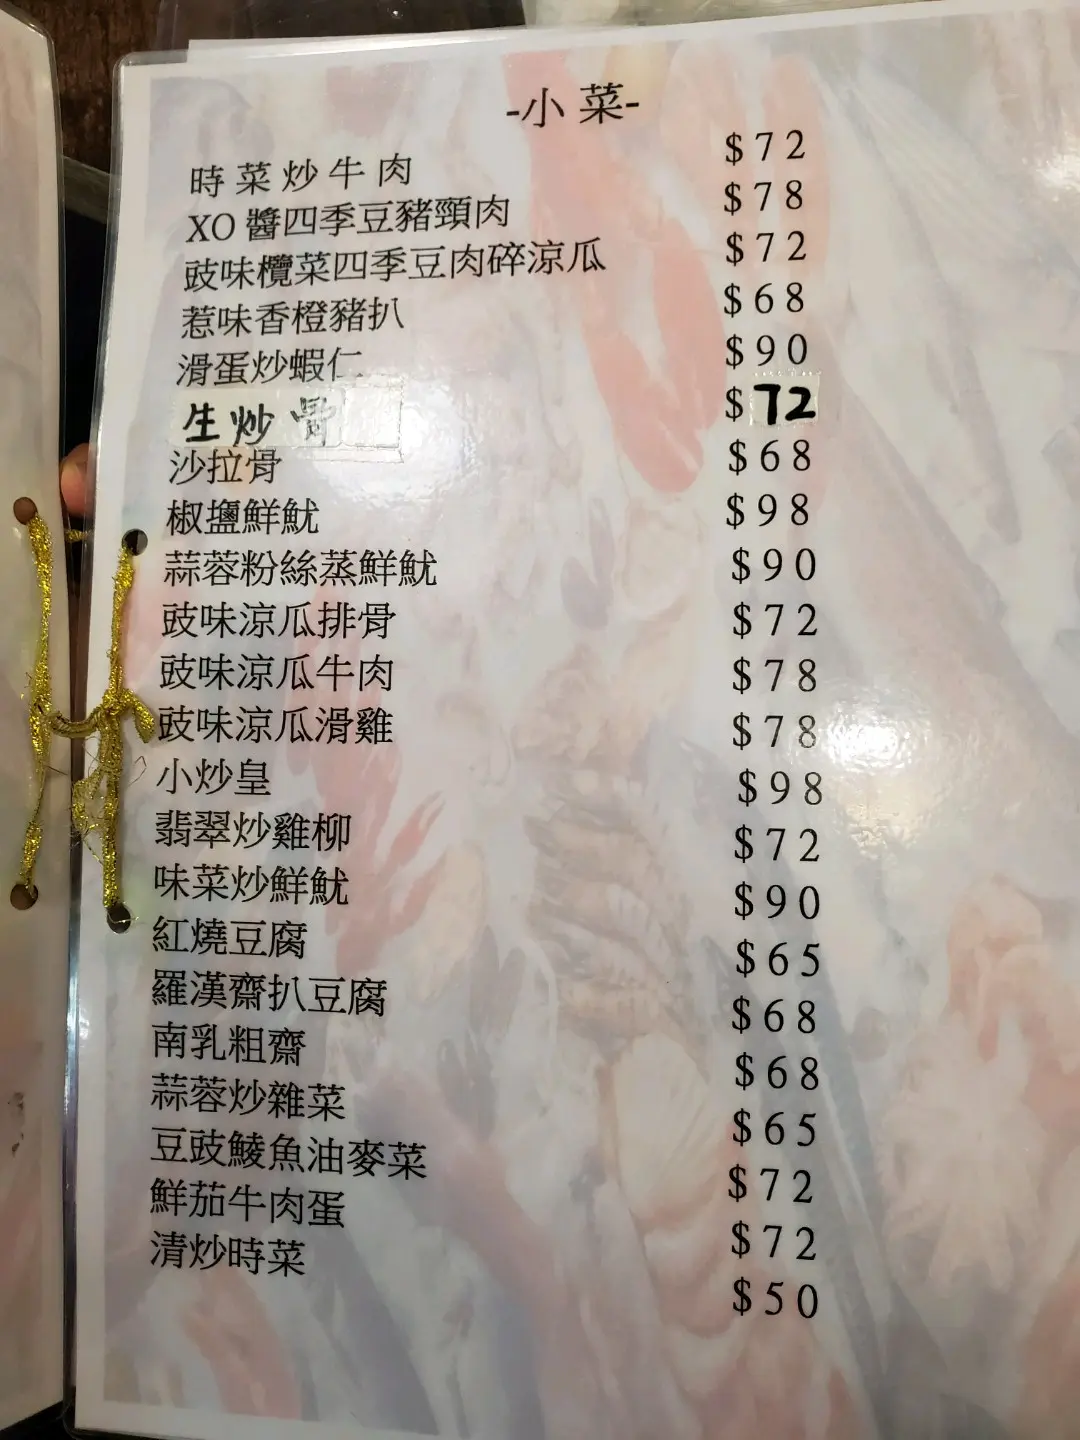 -小菜-
時菜炒牛肉 $72
XO醬四季豆豬頸肉 $78
豉味欖菜四季豆肉碎涼瓜 $72
惹味香橙豬扒 $68
滑蛋炒蝦仁 $90
生炒骨 $72
沙拉骨 $68
椒鹽鮮魷 $98
蒜蓉粉絲蒸鮮魷 $90
豉味涼瓜排骨 $72
豉味涼瓜牛肉 $78
豉味涼瓜滑雞 $78
小炒皇 $98
翡翠炒雞柳 $72
味菜炒鮮魷 $90
紅燒豆腐 $65
羅漢齋扒豆腐 $68
南乳粗齋 $68
蒜蓉炒雜菜 $65
豆豉鯪魚油麥菜 $72
鮮茄牛肉蛋 $72
清炒時菜 $50